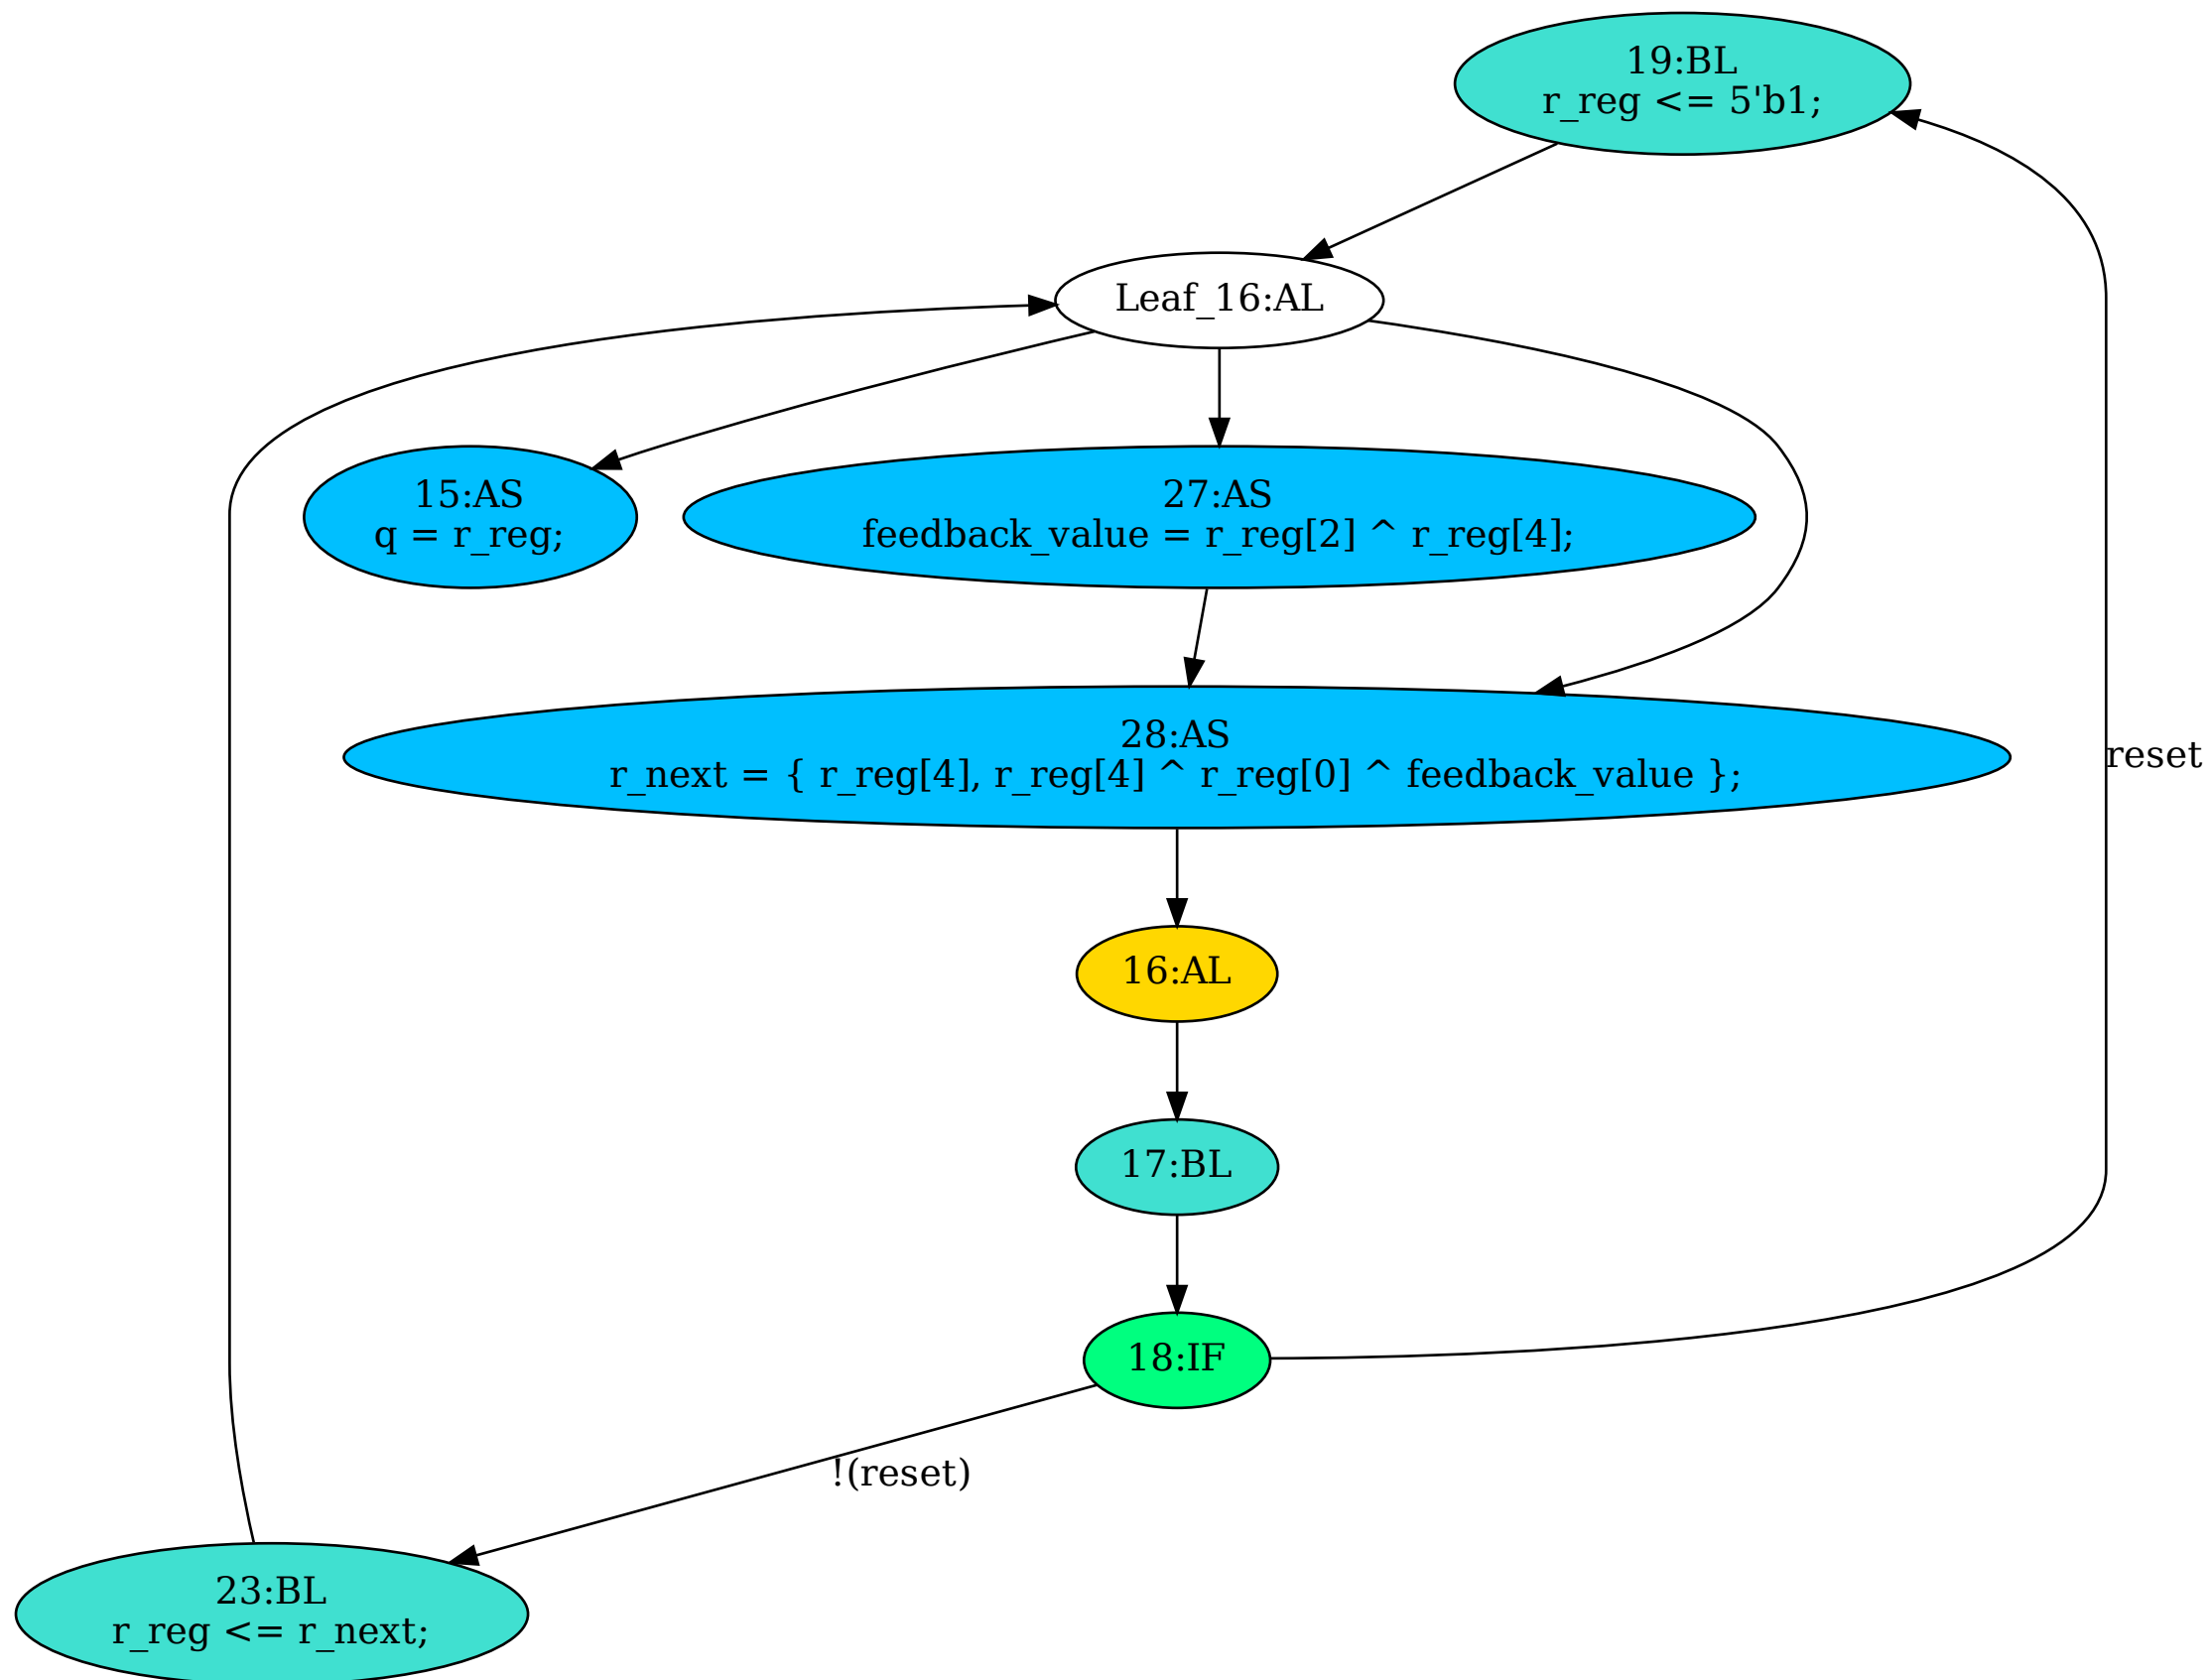 19:BL
r_reg <= 5'b1;
Leaf_16:AL
15:AS
q = r_reg;
27:AS
feedback_value = r_reg[2] ^ r_reg[4];
28:AS
r_next = { r_reg[4], r_reg[4] ^ r_reg[0] ^ feedback_value };
reset
16:AL
17:BL
18:IF
!(reset)
23:BL
r_reg <= r_next;